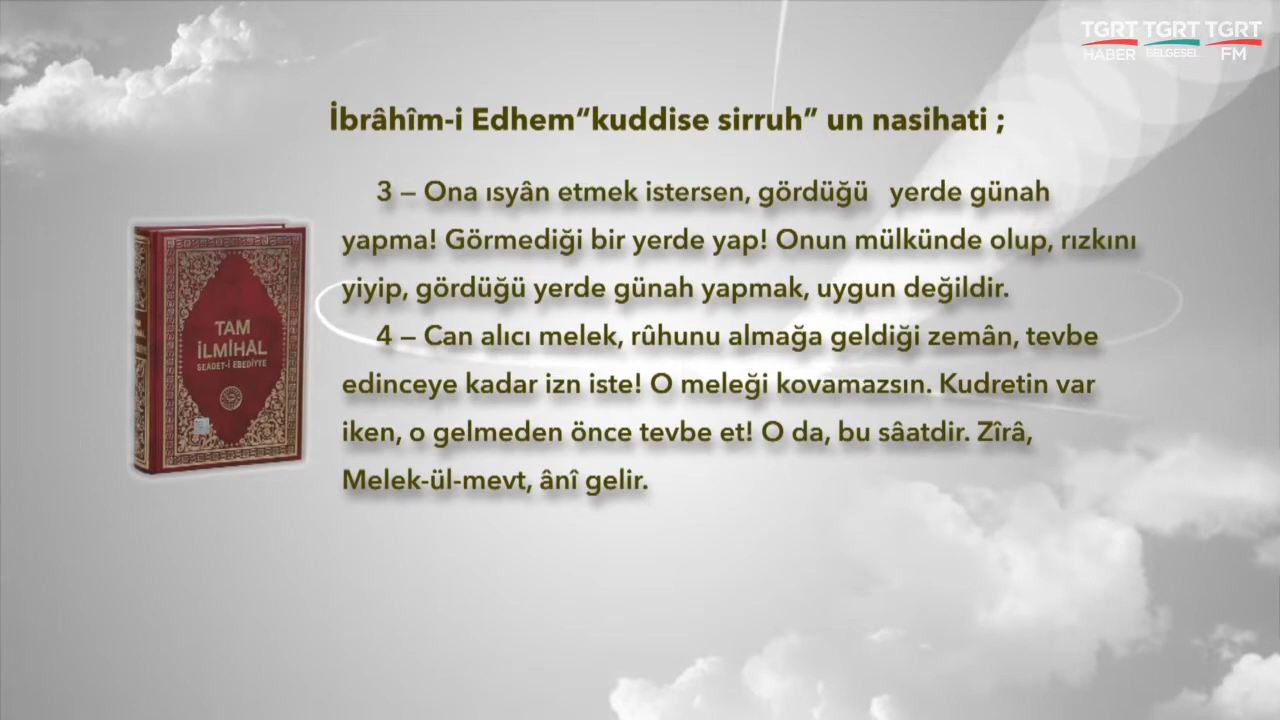 TGRT TGRT TGRT
HABER BELGESEL FM
İbrâhîm-i Edhem“kuddise sirruh” un nasihati ;
3 – Ona ısyân etmek istersen, gördüğü yerde günah
yapma! Görmediği bir yerde yap! Onun mülkünde olup, rızkını
yiyip, gördüğü yerde günah yapmak, uygun değildir.
4 – Can alıcı melek, rûhunu almağa geldiği zemân, tevbe
edinceye kadar izn iste! O meleği kovamazsın. Kudretin var
iken, o gelmeden önce tevbe et! O da, bu sâatdir. Zîrâ,
Melek-ül-mevt, ânî gelir.
TAM
İLMİHAL
SEADET-İ EBEDİYYE